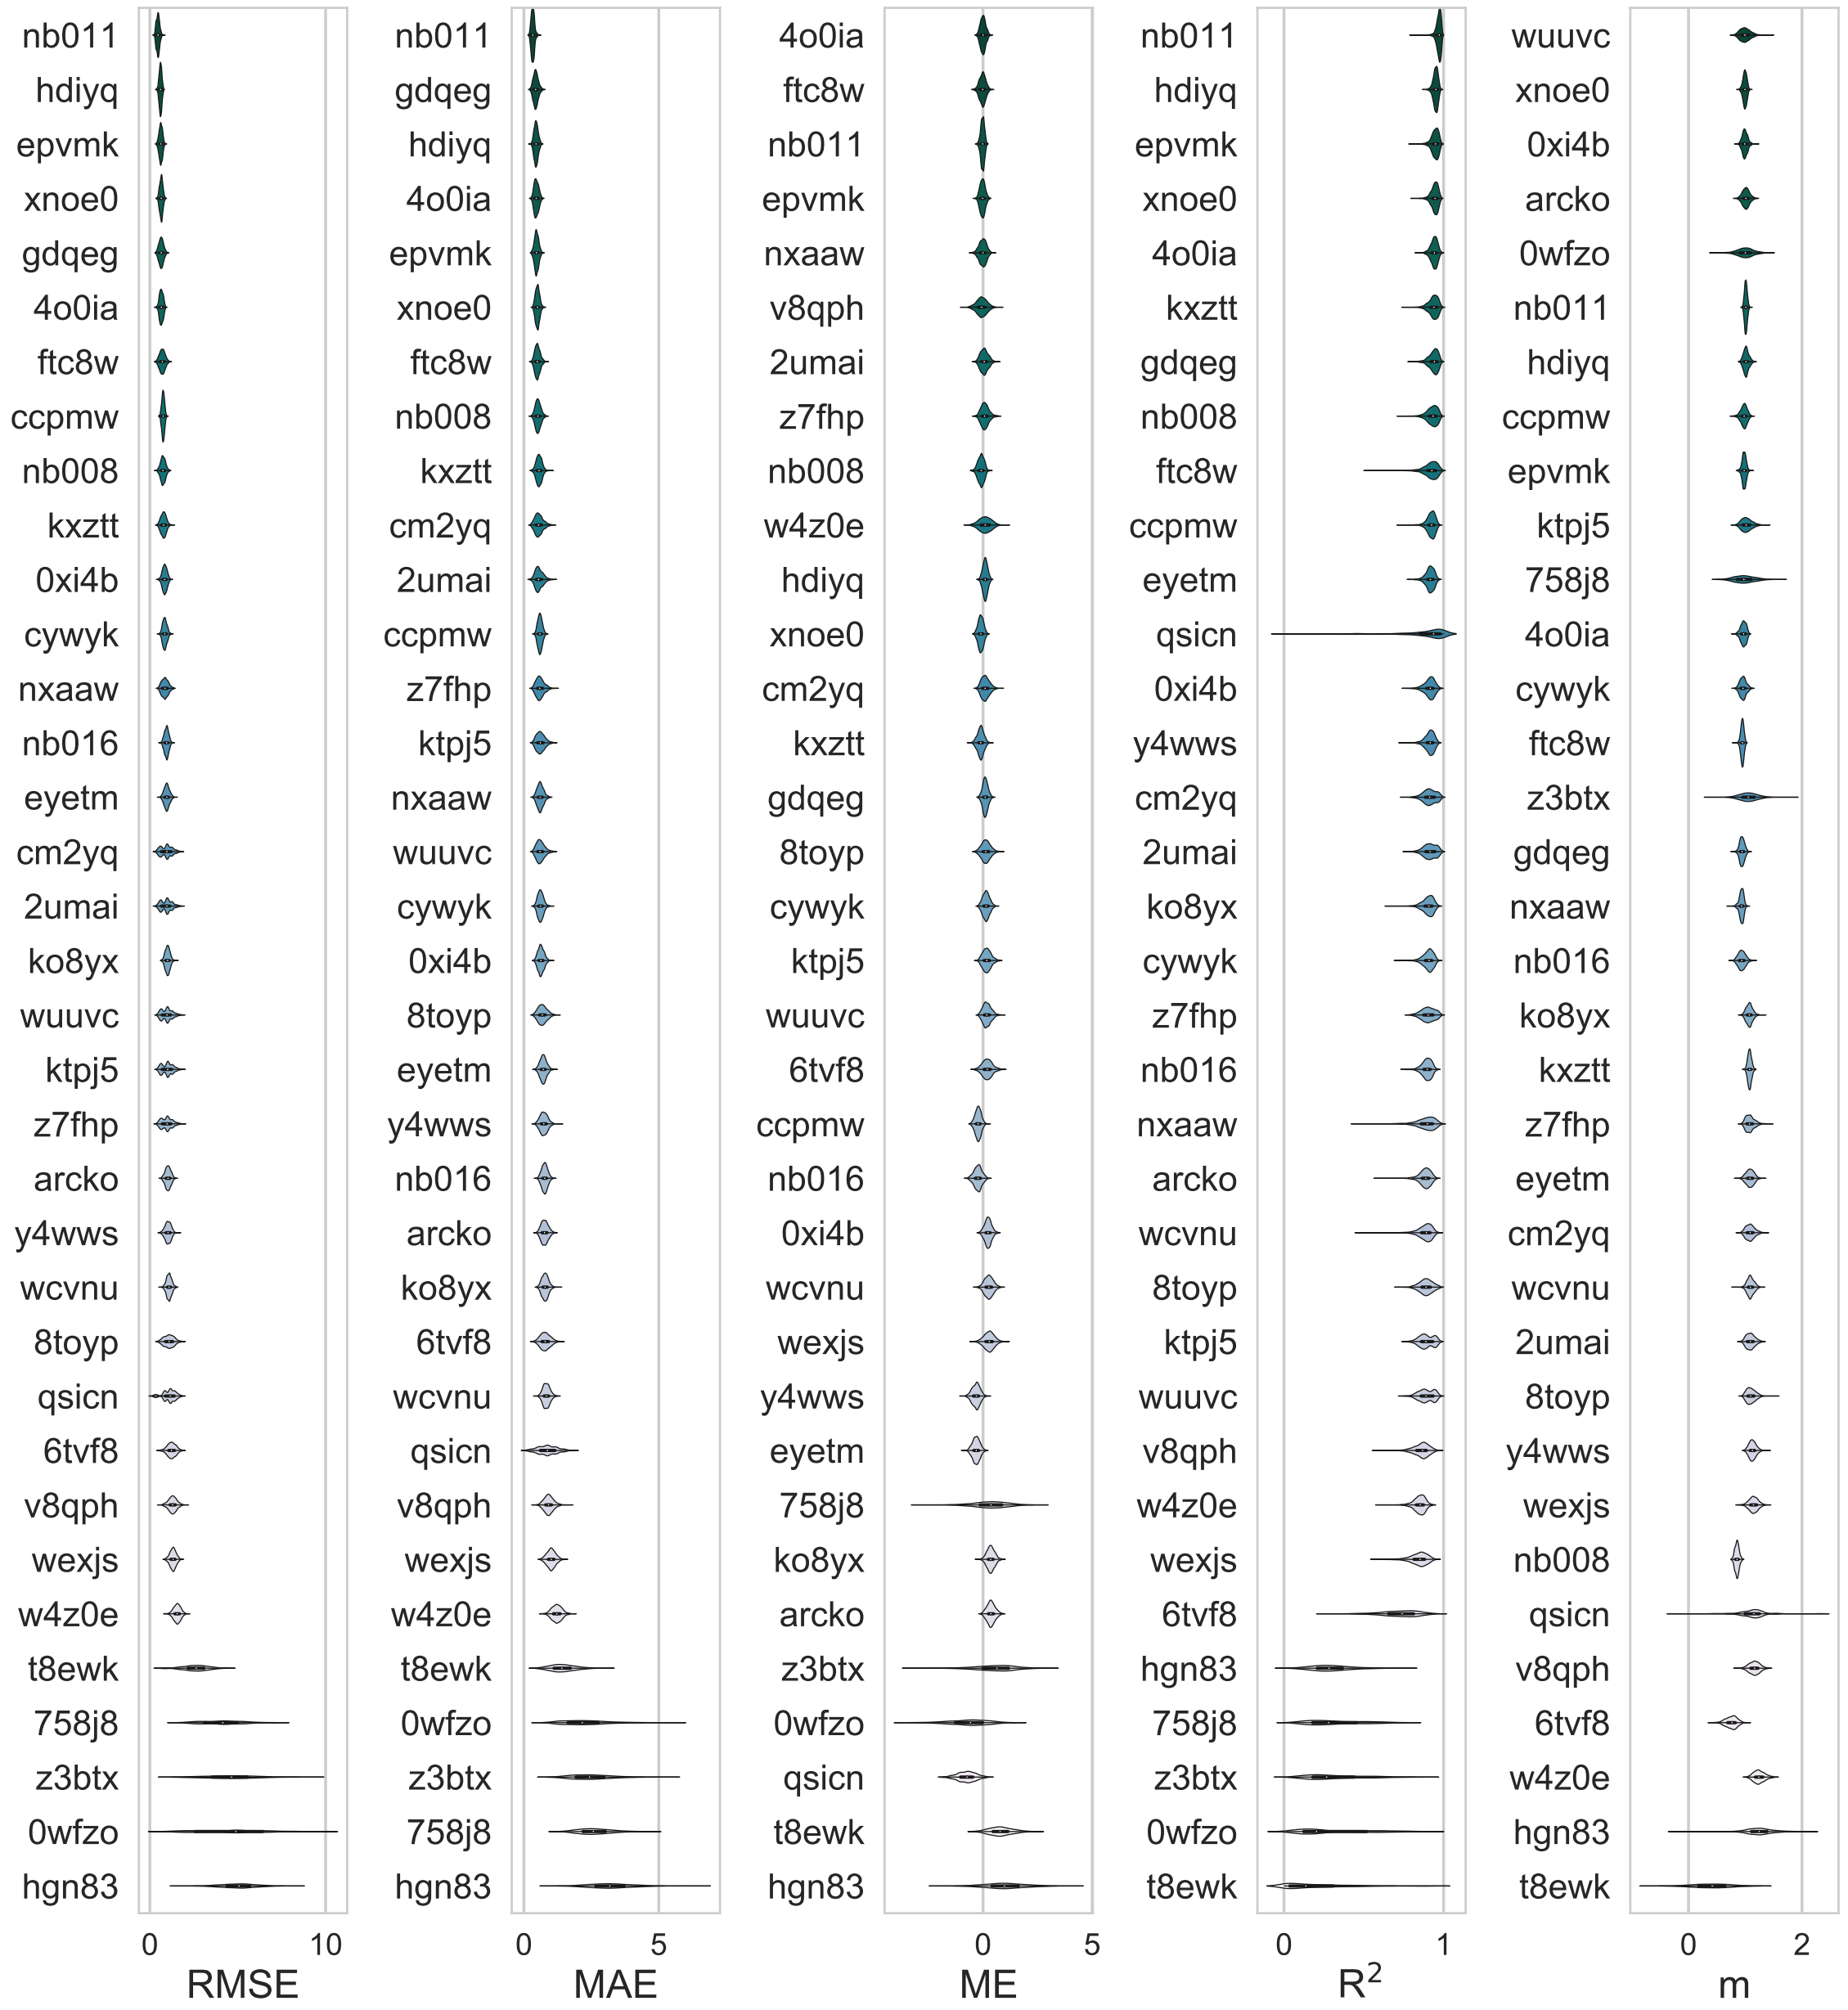 nb011 nb011 4o0ia nb011 wuuvc
hdiyq gdqeg ftc8w hdiyq xnoe0
epvmk hdiyq nb011 epvmk 0xi4b
xnoe0 4o0ia epvmk xnoe0 arcko
gdqeg epvmk nxaaw 4o0ia 0wfzo
4o0ia xnoe0 v8qph kxztt nb011
ftc8w ftc8w 2umai gdqeg hdiyq
ccpmw nb008 z7fhp nb008 ccpmw
nb008 kxztt nb008 ftc8w epvmk
kxztt cm2yq w4z0e ccpmw ktpj5
0xi4b 2umai hdiyq eyetm 758j8
cywyk ccpmw xnoe0 qsicn 4o0ia
nxaaw z7fhp cm2yq 0xi4b cywyk
nb016 ktpj5 kxztt y4wws ftc8w
eyetm nxaaw gdqeg cm2yq z3btx
cm2yq wuuvc 8toyp 2umai gdqeg
2umai cywyk cywyk ko8yx nxaaw
ko8yx 0xi4b ktpj5 cywyk nb016
wuuvc 8toyp wuuvc z7fhp ko8yx
ktpj5 eyetm 6tvf8 nb016 kxztt
z7fhp y4wws ccpmw nxaaw z7fhp
arcko nb016 nb016 arcko eyetm
y4wws arcko 0xi4b wcvnu cm2yq
wcvnu ko8yx wcvnu 8toyp wcvnu
8toyp 6tvf8 wexjs ktpj5 2umai
qsicn wcvnu y4wws wuuvc 8toyp
6tvf8 qsicn eyetm v8qph y4wws
v8qph v8qph 758j8 w4z0e wexjs
wexjs wexjs ko8yx wexjs nb008
w4z0e w4z0e arcko 6tvf8 qsicn
t8ewk t8ewk z3btx hgn83 v8qph
758j8 0wfzo 0wfzo 758j8 6tvf8
z3btx z3btx qsicn z3btx w4z0e
0wfzo 758j8 t8ewk 0wfzo hgn83
hgn83 hgn83 hgn83 t8ewk t8ewk
0 10 0 5 0 5 0 1 0 2
RMSE MAE ME R² m